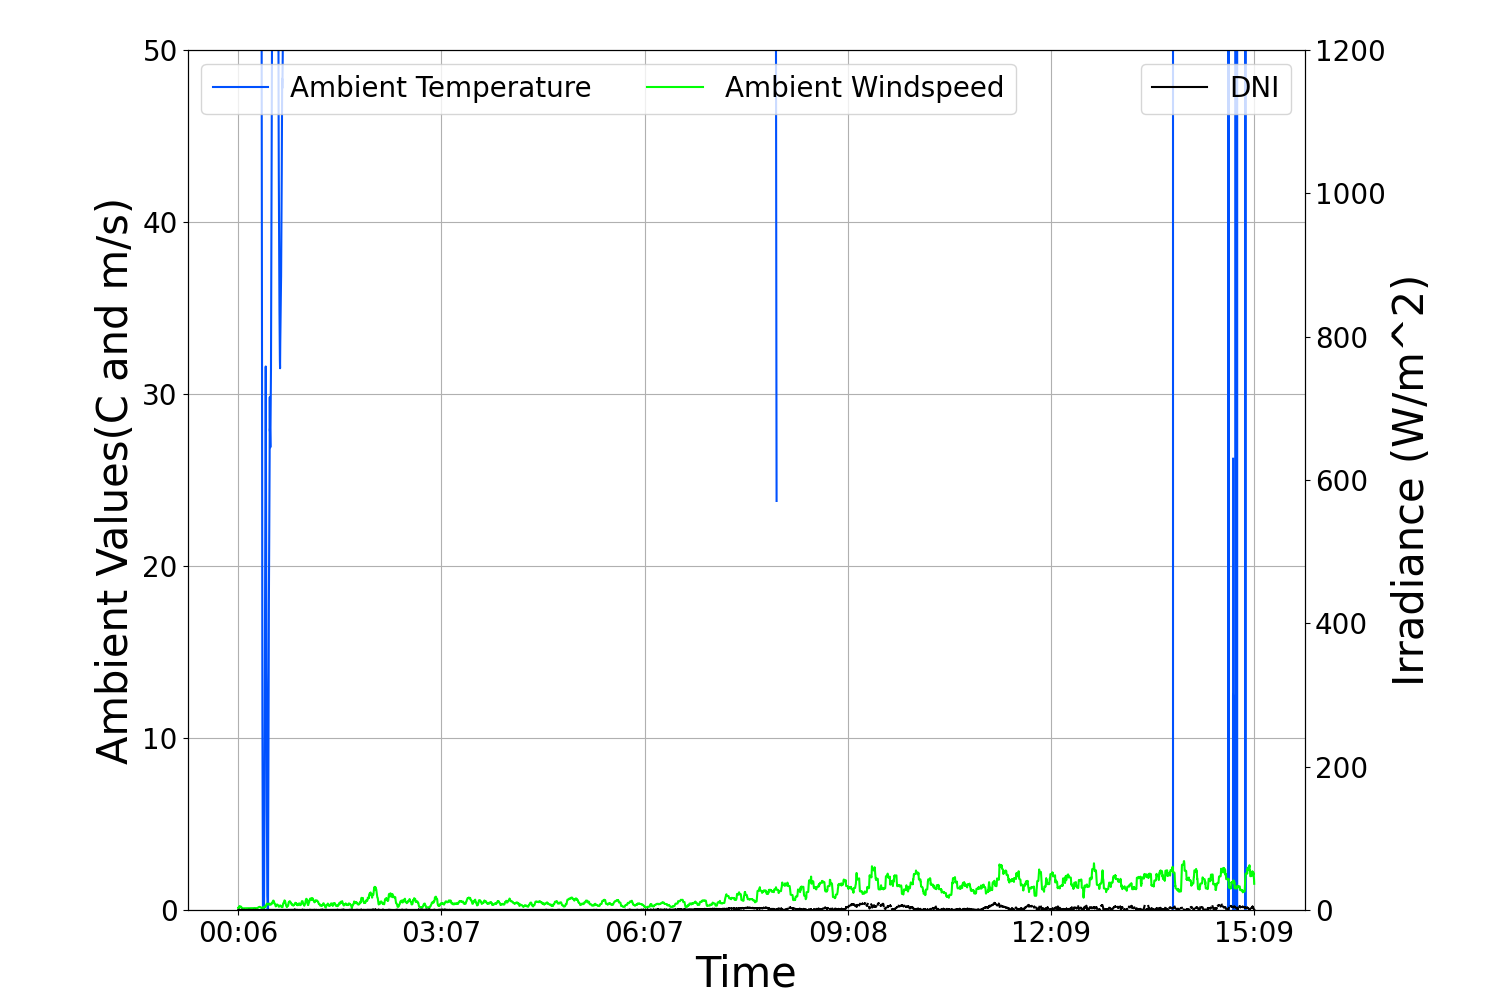 50
40
30
20
10
0
Ambient Values(C and m/s)
Ambient Temperature
Ambient Windspeed
DNI
1200
1000
800
600
400
200
0
Irradiance (W/m^2)
00:06 03:07 06:07 09:08 12:09 15:09
Time